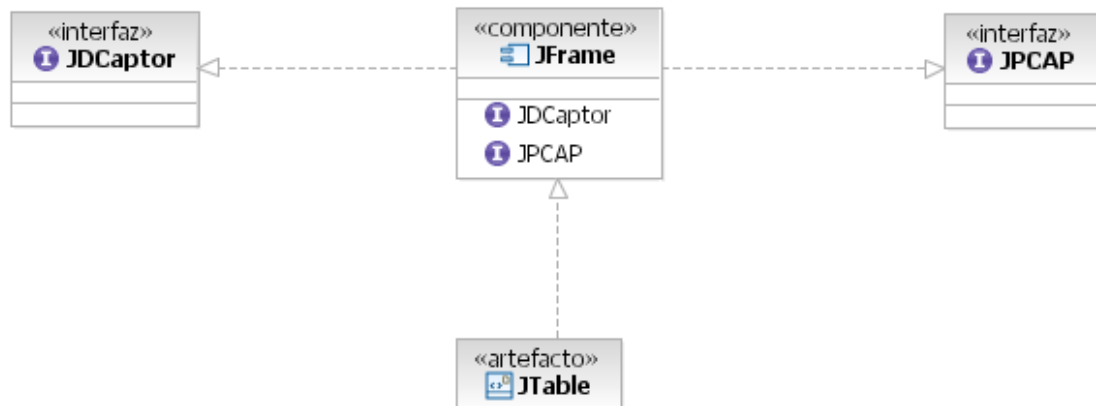 «interfaz»
JDCaptor
«componente»
JFrame
JDCaptor
JPCAP
«interfaz»
JPCAP
«artefacto»
JTable